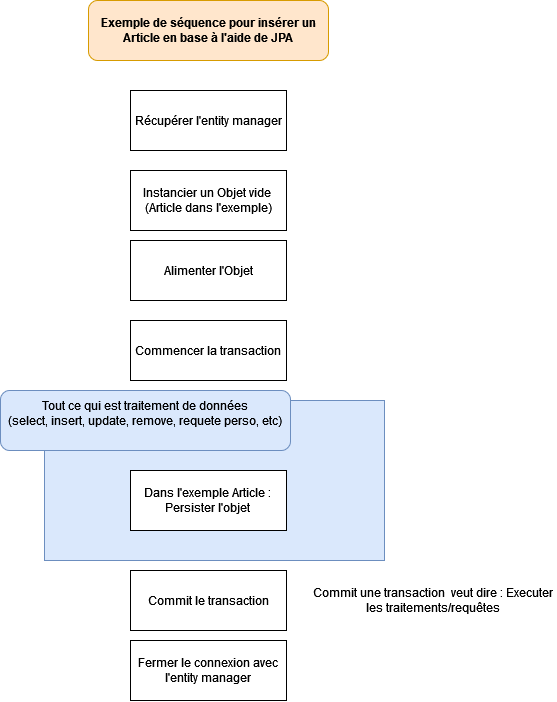 Exemple de séquence pour insérer un
Article en base à l'aide de JPA
Récupérer l'entity manager
Instancier un Objet vide
(Article dans l'exemple)
Alimenter l'Objet
Commencer la transaction
Tout ce qui est traitement de données
(select, insert, update, remove, requete perso, etc)
Dans l'exemple Article :
Persister l'objet
Commit le transaction
Commit une transaction veut dire : Executer
les traitements/requêtes
Fermer le connexion avec
l'entity manager